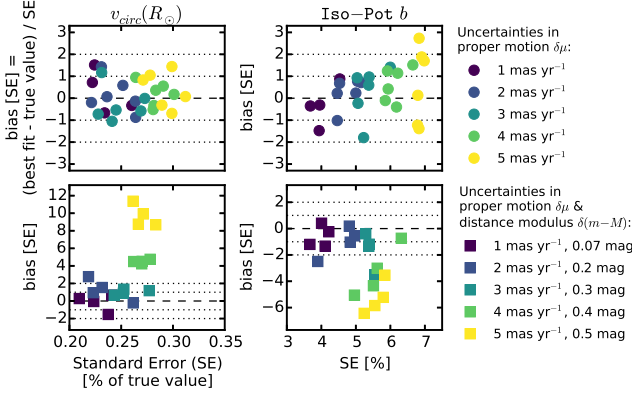 v_circ(R_☉)
Iso-Pot b
bias [SE] =
(best fit - true value) / SE
3
2
1
0
−1
−2
−3
3
2
1
0
−1
−2
−3
Uncertainties in
proper motion δμ:
1 mas yr⁻¹
2 mas yr⁻¹
3 mas yr⁻¹
4 mas yr⁻¹
5 mas yr⁻¹
bias [SE]
12
10
8
6
4
2
0
−2
bias [SE]
2
0
−2
−4
−6
Uncertainties in
proper motion δμ &
distance modulus δ(m−M):
1 mas yr⁻¹, 0.07 mag
2 mas yr⁻¹, 0.2 mag
3 mas yr⁻¹, 0.3 mag
4 mas yr⁻¹, 0.4 mag
5 mas yr⁻¹, 0.5 mag
0.20 0.25 0.30 0.35
3 4 5 6 7
Standard Error (SE)
[% of true value]
SE [%]